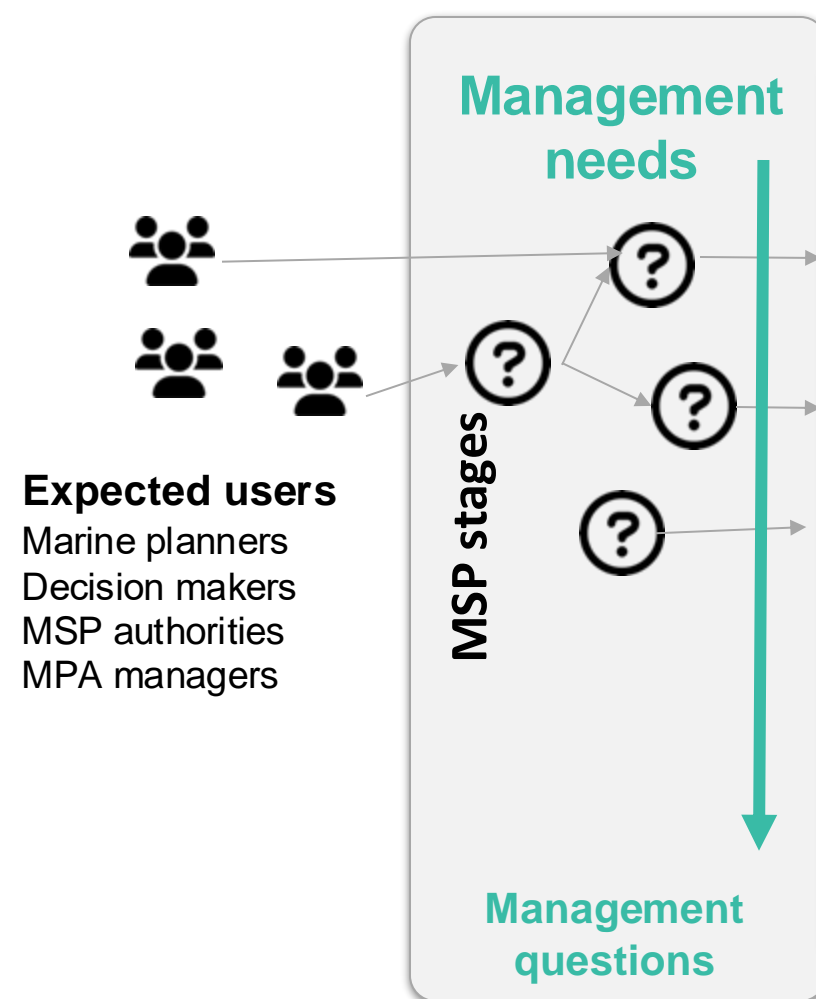 Management
needs
?
?
?
?
MSP stages
Expected users
Marine planners
Decision makers
MSP authorities
MPA managers
Management
questions